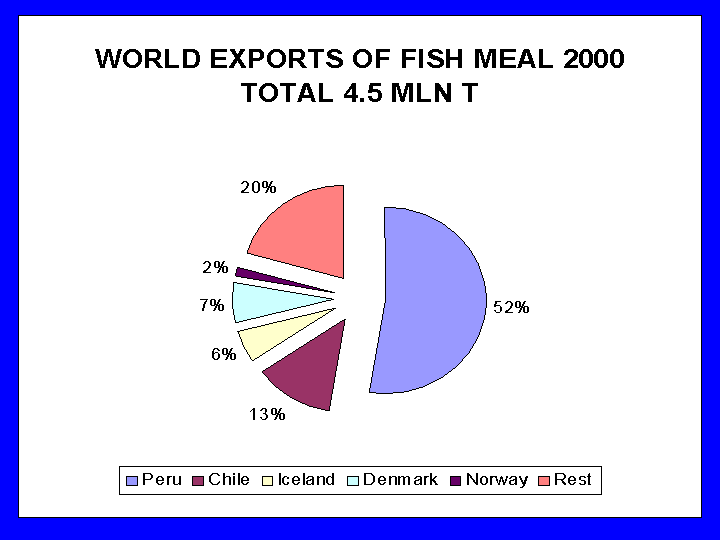 WORLD EXPORTS OF FISH MEAL 2000
TOTAL 4.5 MLN T
20%
2%
7%
52%
6%
13%
Peru Chile Iceland Denmark Norway Rest